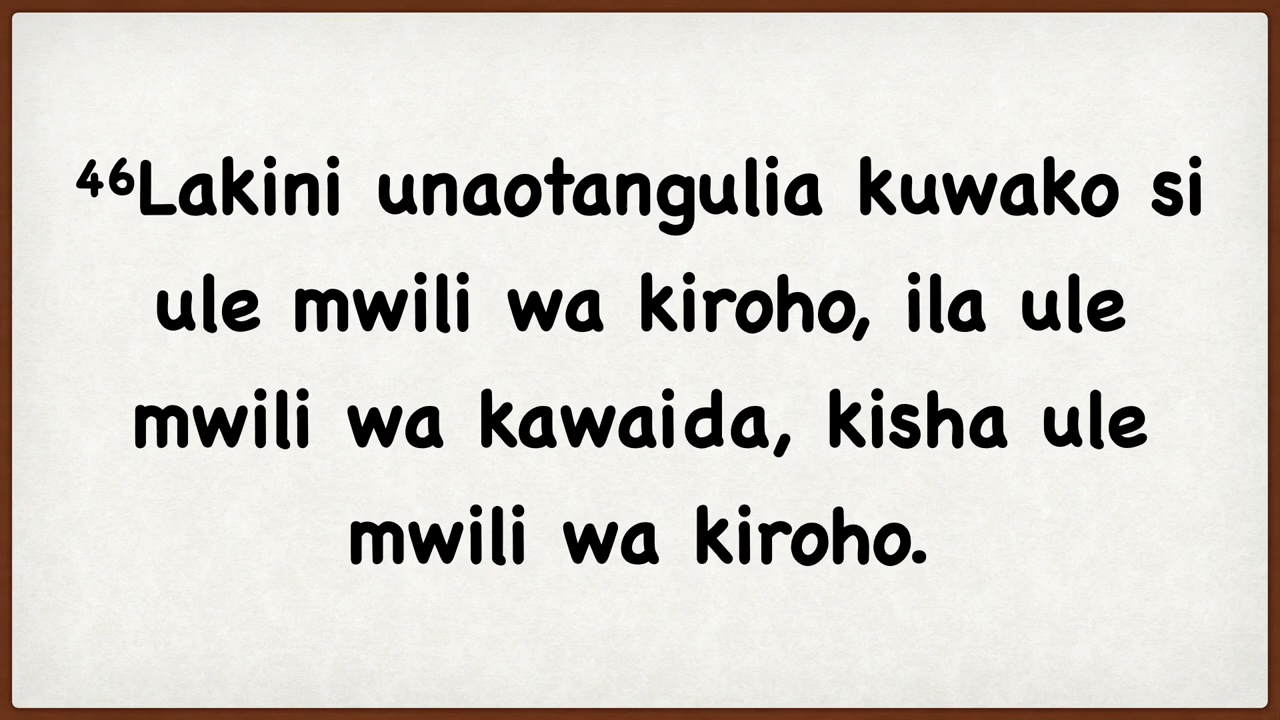 ⁴⁶Lakini unaotangulia kuwako si
ule mwili wa kiroho, ila ule
mwili wa kawaida, kisha ule
mwili wa kiroho.